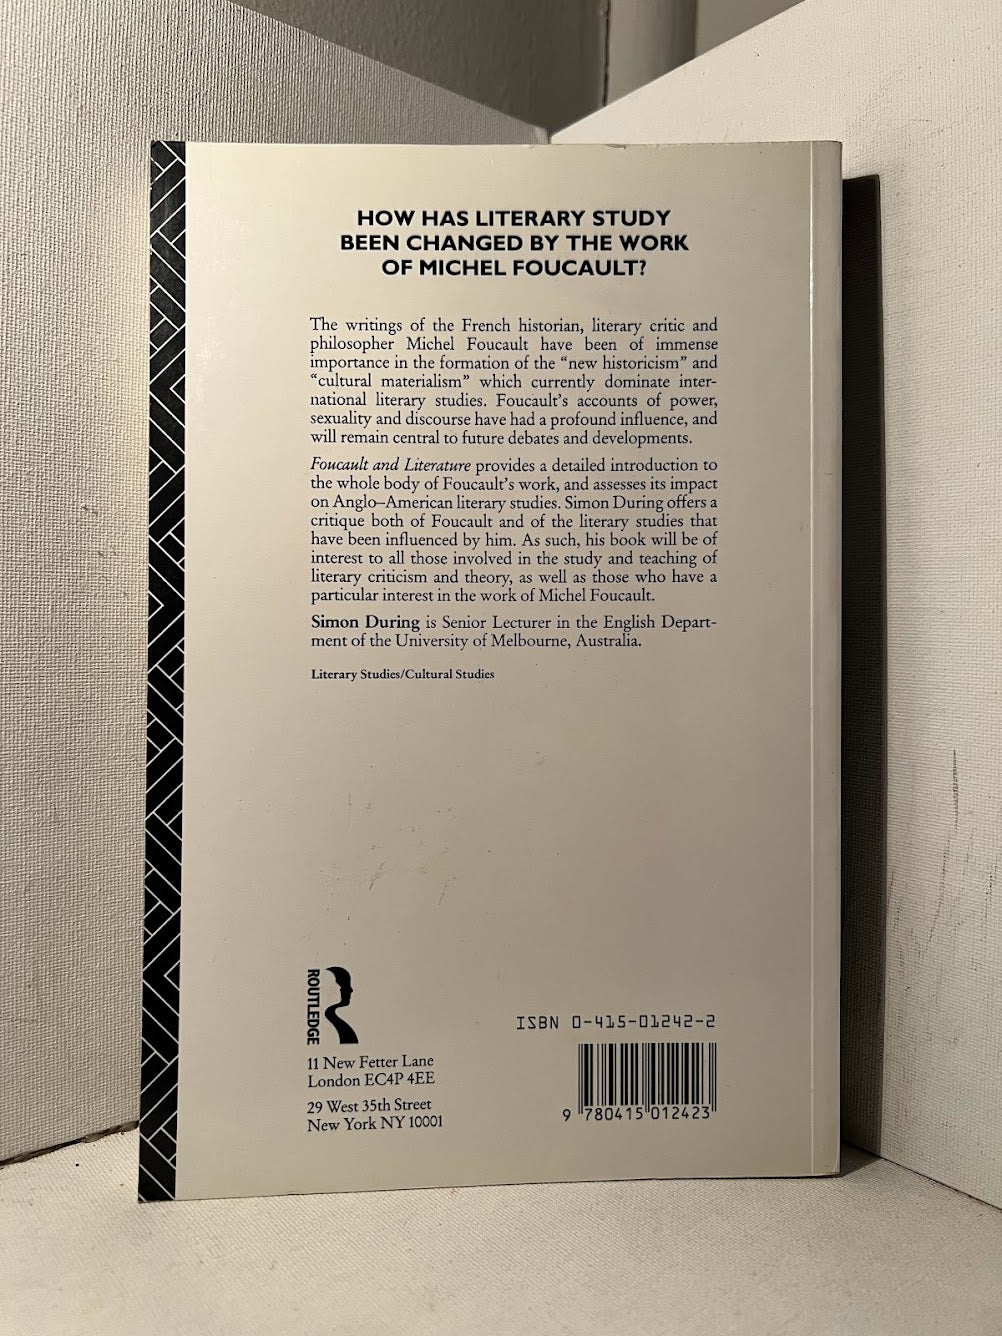 HOW HAS LITERARY STUDY
BEEN CHANGED BY THE WORK
OF MICHEL FOUCAULT?
The writings of the French historian, literary critic and
philosopher Michel Foucault have been of immense
importance in the formation of the “new historicism” and
“cultural materialism” which currently dominate inter-
national literary studies. Foucault’s accounts of power,
sexuality and discourse have had a profound influence, and
will remain central to future debates and developments.
Foucault and Literature provides a detailed introduction to
the whole body of Foucault’s work, and assesses its impact
on Anglo–American literary studies. Simon During offers a
critique both of Foucault and of the literary studies that
have been influenced by him. As such, his book will be of
interest to all those involved in the study and teaching of
literary criticism and theory, as well as those who have a
particular interest in the work of Michel Foucault.
Simon During is Senior Lecturer in the English Depart-
ment of the University of Melbourne, Australia.
Literary Studies/Cultural Studies
ROUTLEDGE
11 New Fetter Lane
London EC4P 4EE
29 West 35th Street
New York NY 10001
ISBN 0-415-01242-2
9 780415 012423